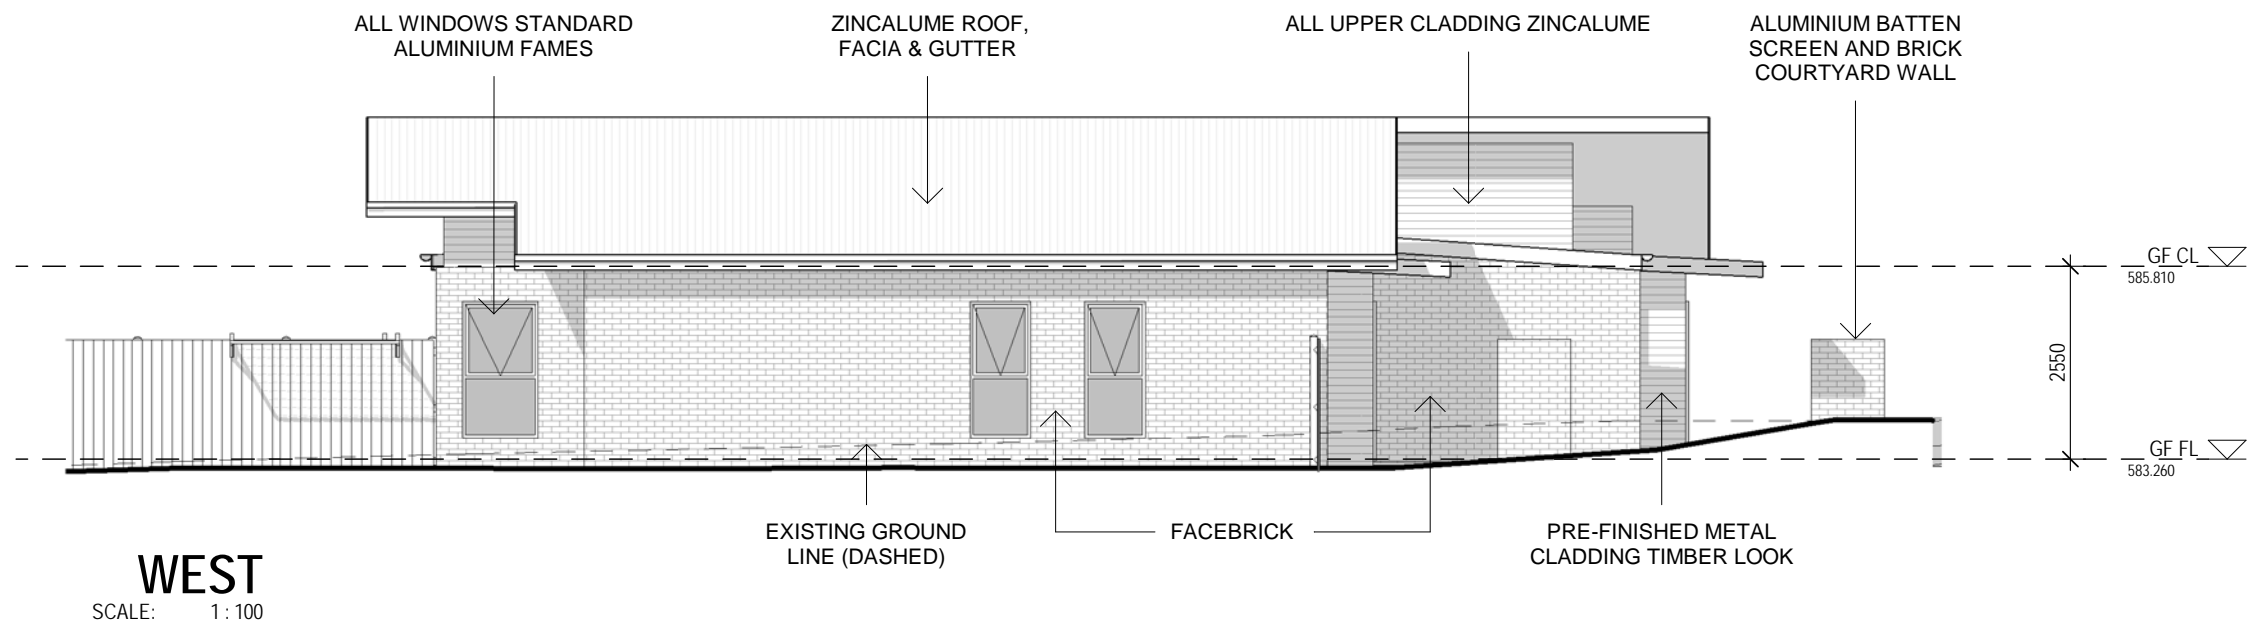 ALL WINDOWS STANDARD
ALUMINIUM FAMES
ZINCALUME ROOF,
FACIA & GUTTER
ALL UPPER CLADDING ZINCALUME
ALUMINIUM BATTEN
SCREEN AND BRICK
COURTYARD WALL
GF CL
585.810
2550
GF FL
583.260
EXISTING GROUND
LINE (DASHED)
FACEBRICK
PRE-FINISHED METAL
CLADDING TIMBER LOOK
WEST
SCALE: 1 : 100